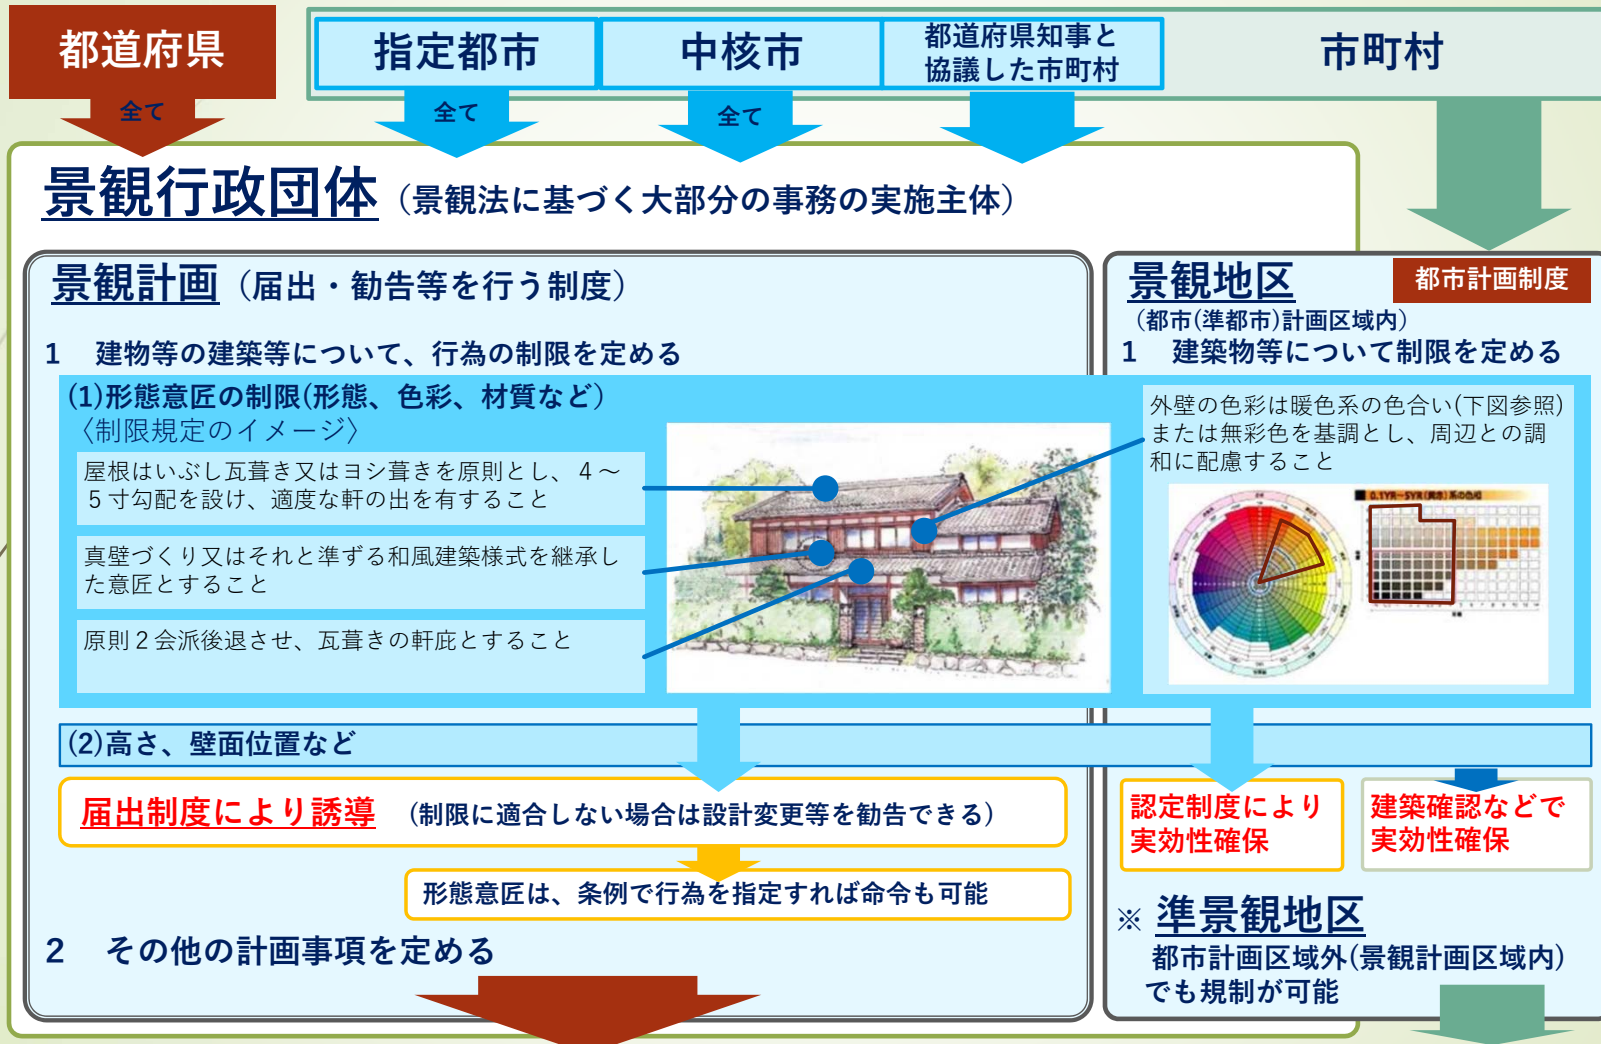 都道府県
指定都市
中核市
都道府県知事と
協議した市町村
市町村
全て
全て
全て
景観行政団体（景観法に基づく大部分の事務の実施主体）
景観計画（届出・勧告等を行う制度）
1　建物等の建築等について、行為の制限を定める
(1)形態意匠の制限(形態、色彩、材質など)
〈制限規定のイメージ〉
屋根はいぶし瓦葺き又はヨシ葺きを原則とし、４～
５寸勾配を設け、適度な軒の出を有すること
真壁づくり又はそれと準ずる和風建築様式を継承し
た意匠とすること
原則２会派後退させ、瓦葺きの軒庇とすること
景観地区
都市計画制度
（都市(準都市)計画区域内）
1　建築物等について制限を定める
外壁の色彩は暖色系の色合い(下図参照)
または無彩色を基調とし、周辺との調
和に配慮すること
0.1YR～5YR(黄赤)系の色相
(2)高さ、壁面位置など
届出制度により誘導　（制限に適合しない場合は設計変更等を勧告できる）
形態意匠は、条例で行為を指定すれば命令も可能
2　その他の計画事項を定める
認定制度により
実効性確保
建築確認などで
実効性確保
※ 準景観地区
都市計画区域外(景観計画区域内)
でも規制が可能